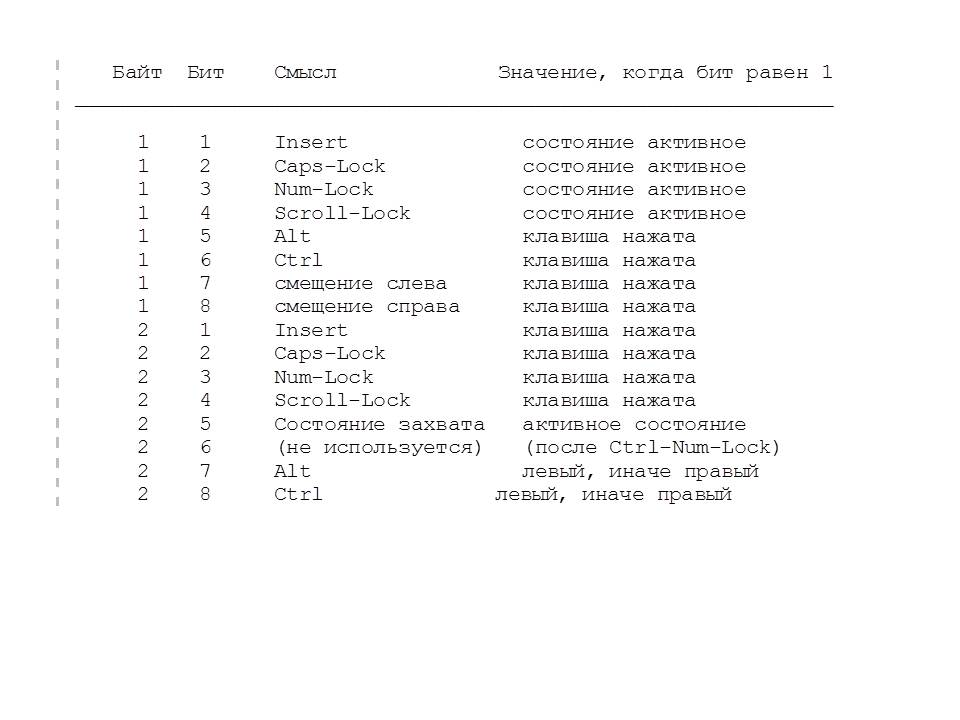 Байт Бит Смысл Значение, когда бит равен 1
1 1 Insert состояние активное
1 2 Caps-Lock состояние активное
1 3 Num-Lock состояние активное
1 4 Scroll-Lock состояние активное
1 5 Alt клавиша нажата
1 6 Ctrl клавиша нажата
1 7 смещение слева клавиша нажата
1 8 смещение справа клавиша нажата
2 1 Insert клавиша нажата
2 2 Caps-Lock клавиша нажата
2 3 Num-Lock клавиша нажата
2 4 Scroll-Lock клавиша нажата
2 5 Состояние захвата активное состояние
2 6 (не используется) (после Ctrl-Num-Lock)
2 7 Alt левый, иначе правый
2 8 Ctrl левый, иначе правый